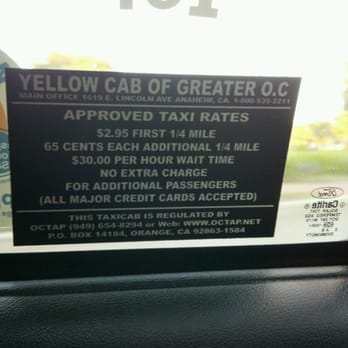 YELLOW CAB OF GREATER O.C
MAIN OFFICE 1619 E. LINCOLN AVE ANAHEIM, CA. 1-800-535-2211
APPROVED TAXI RATES
$2.95 FIRST 1/4 MILE
65 CENTS EACH ADDITIONAL 1/4 MILE
$30.00 PER HOUR WAIT TIME
NO EXTRA CHARGE
FOR ADDITIONAL PASSENGERS
(ALL MAJOR CREDIT CARDS ACCEPTED)
THIS TAXICAB IS REGULATED BY
OCTAP (949) 654-8294 or Web: WWW.OCTAP.NET
P.O. BOX 14184, ORANGE, CA 92863-1584
Ford
Carlite